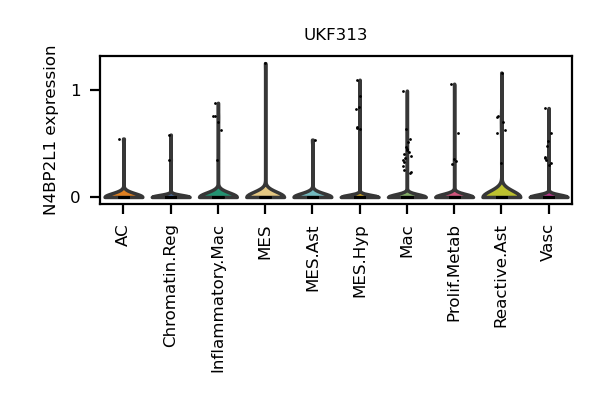 UKF313
N4BP2L1 expression
1
0
AC
Chromatin.Reg
Inflammatory.Mac
MES
MES.Ast
MES.Hyp
Mac
Prolif.Metab
Reactive.Ast
Vasc